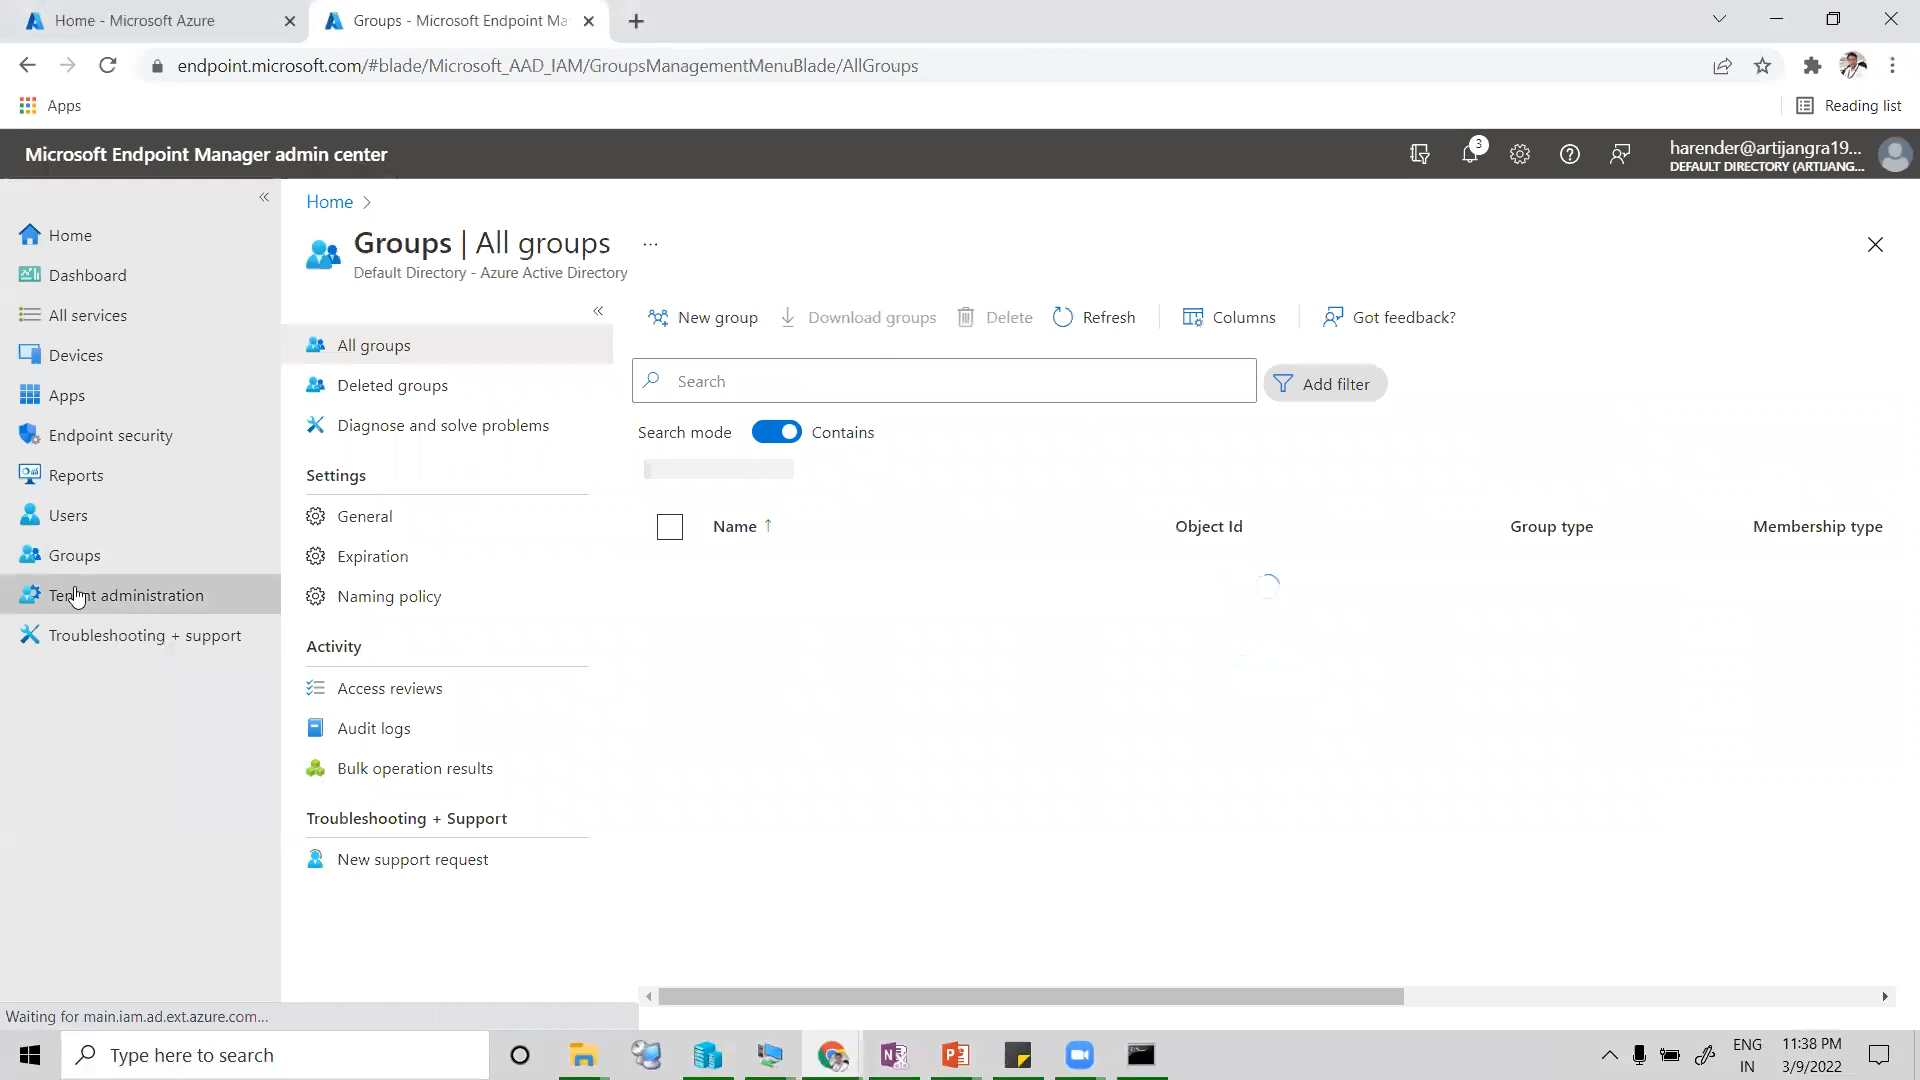 Home - Microsoft Azure
Groups - Microsoft Endpoint Ma
endpoint.microsoft.com/#blade/Microsoft_AAD_IAM/GroupsManagementMenuBlade/AllGroups
Apps
Reading list
Microsoft Endpoint Manager admin center
3
harender@artijangra19...
DEFAULT DIRECTORY (ARTIJANG...
Home
Dashboard
All services
Devices
Apps
Endpoint security
Reports
Users
Groups
Tenant administration
Troubleshooting + support
Home >
Groups | All groups ...
Default Directory - Azure Active Directory
All groups
Deleted groups
Diagnose and solve problems
Settings
General
Expiration
Naming policy
Activity
Access reviews
Audit logs
Bulk operation results
Troubleshooting + Support
New support request
New group
Download groups
Delete
Refresh
Columns
Got feedback?
Search
Add filter
Search mode
Contains
Name ↑
Object Id
Group type
Membership type
Waiting for main.iam.ad.ext.azure.com...
Type here to search
ENG
IN
11:38 PM
3/9/2022